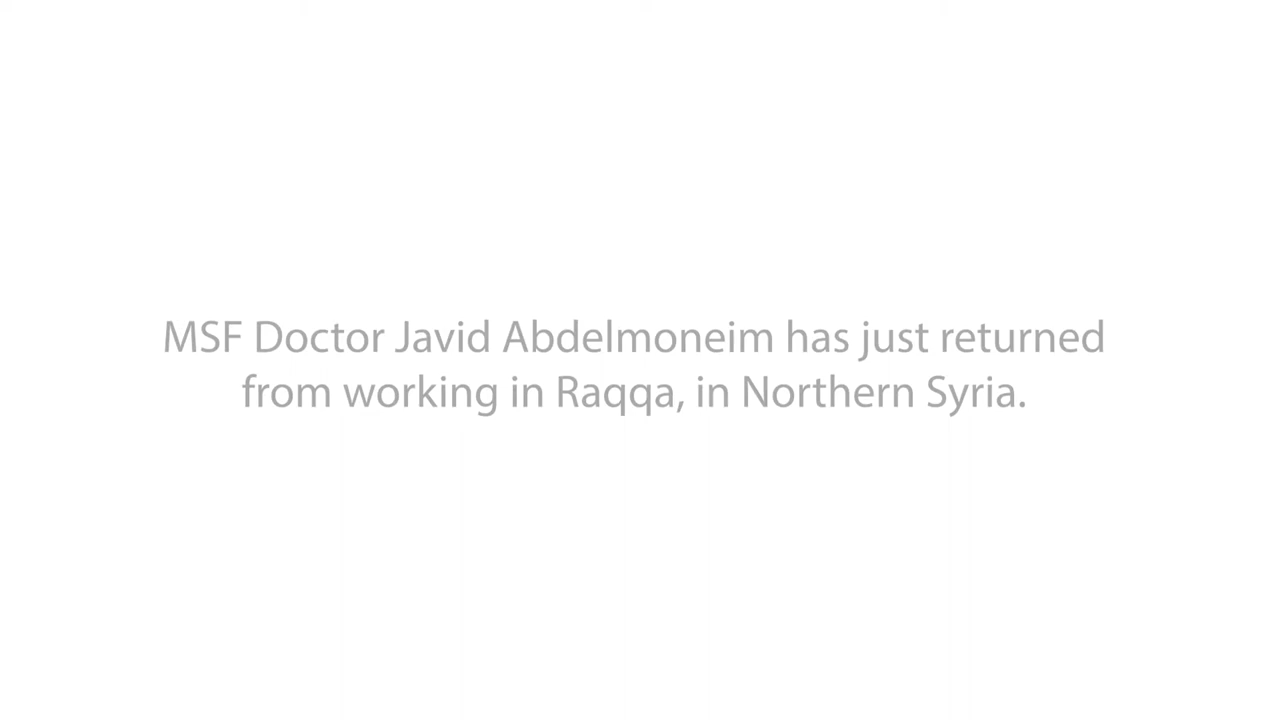 MSF Doctor Javid Abdelmoneim has just returned
from working in Raqqa, in Northern Syria.